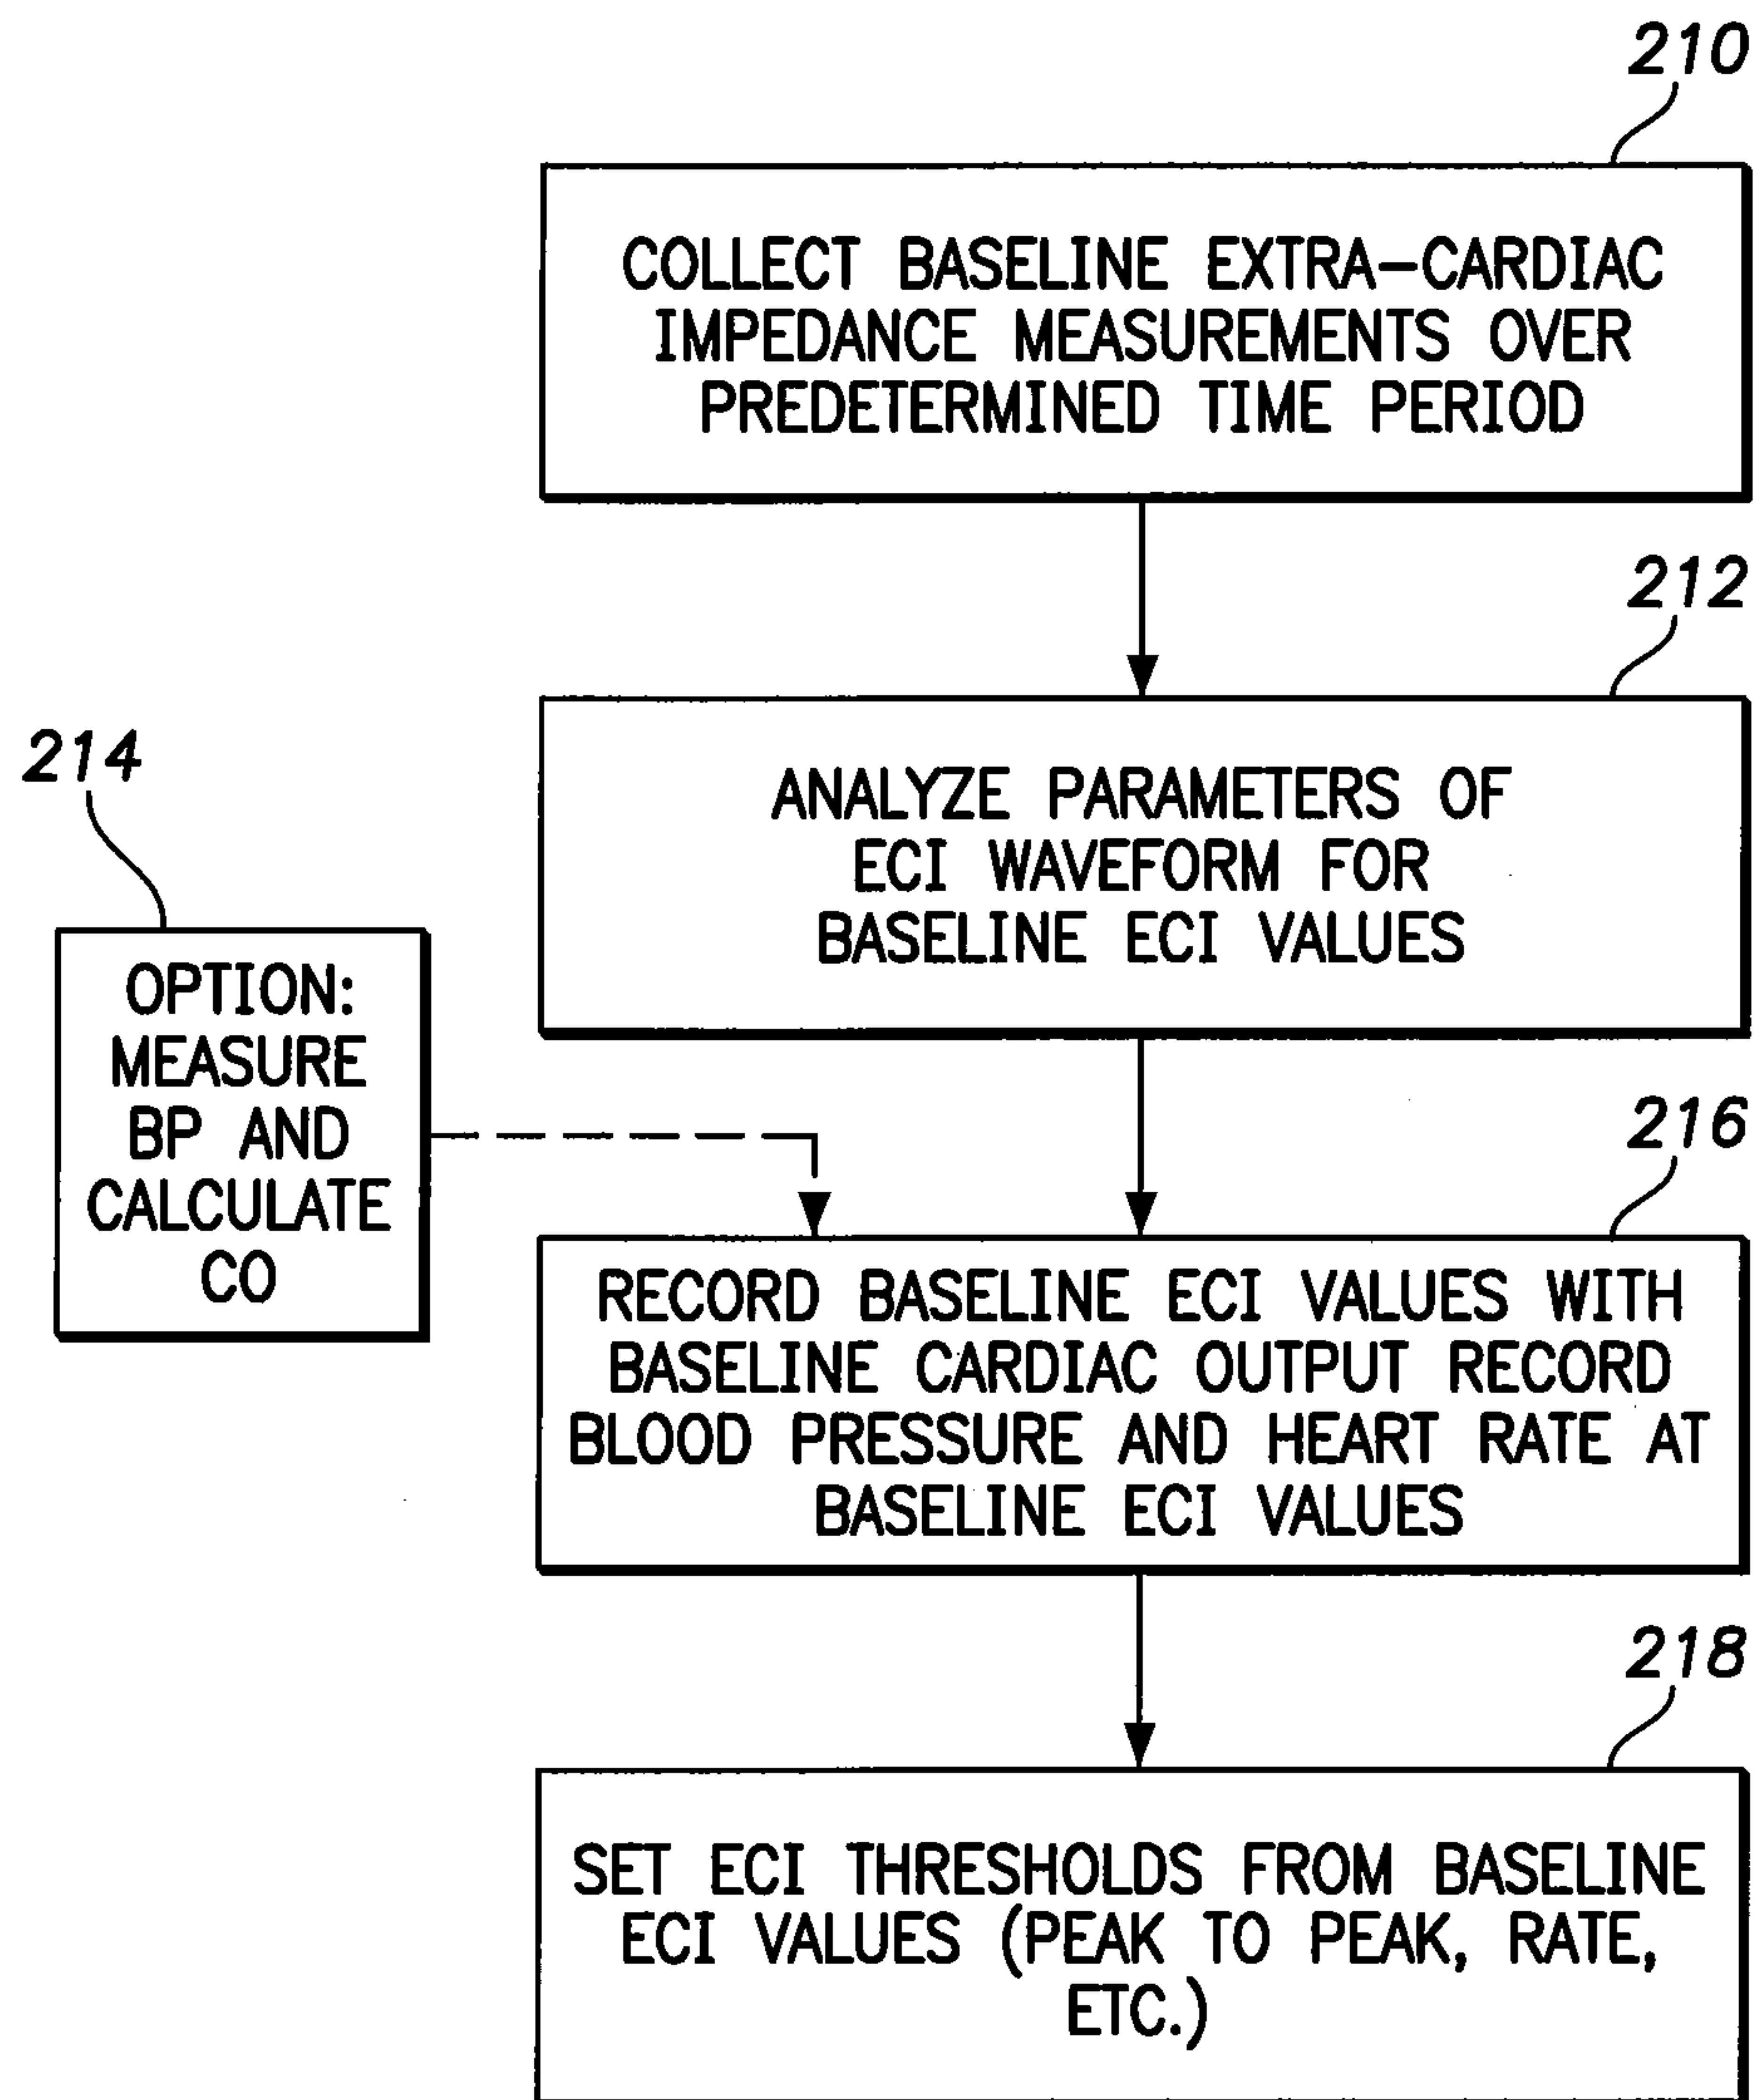 210
COLLECT BASELINE EXTRA-CARDIAC
IMPEDANCE MEASUREMENTS OVER
PREDETERMINED TIME PERIOD
212
ANALYZE PARAMETERS OF
ECI WAVEFORM FOR
BASELINE ECI VALUES
214
OPTION:
MEASURE
BP AND
CALCULATE
CO
216
RECORD BASELINE ECI VALUES WITH
BASELINE CARDIAC OUTPUT RECORD
BLOOD PRESSURE AND HEART RATE AT
BASELINE ECI VALUES
218
SET ECI THRESHOLDS FROM BASELINE
ECI VALUES (PEAK TO PEAK, RATE,
ETC.)